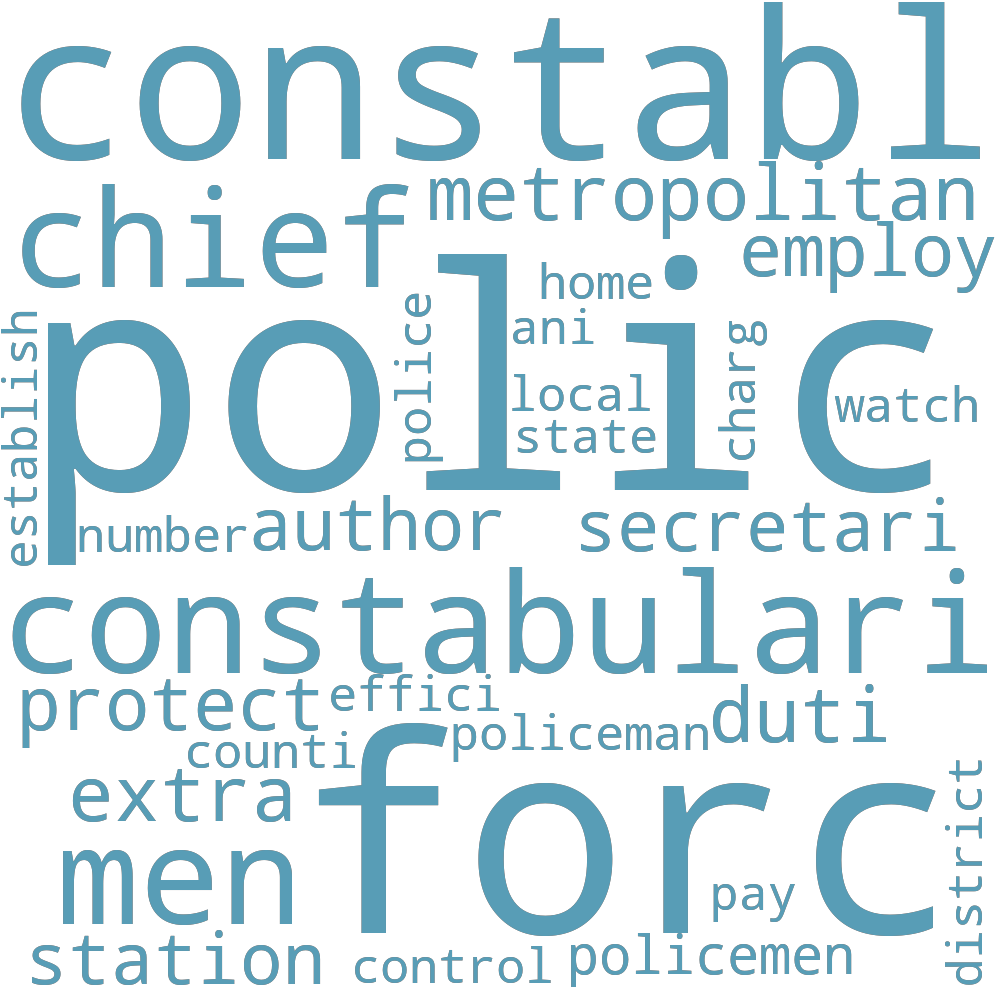 constabl
chief
metropolitan
employ
polic
home
ani
police
establish
local
state
charg
watch
number
author
secretari
constabulari
protect
effici
policeman
duti
counti
extra
forc
men
pay
district
station
control
policemen